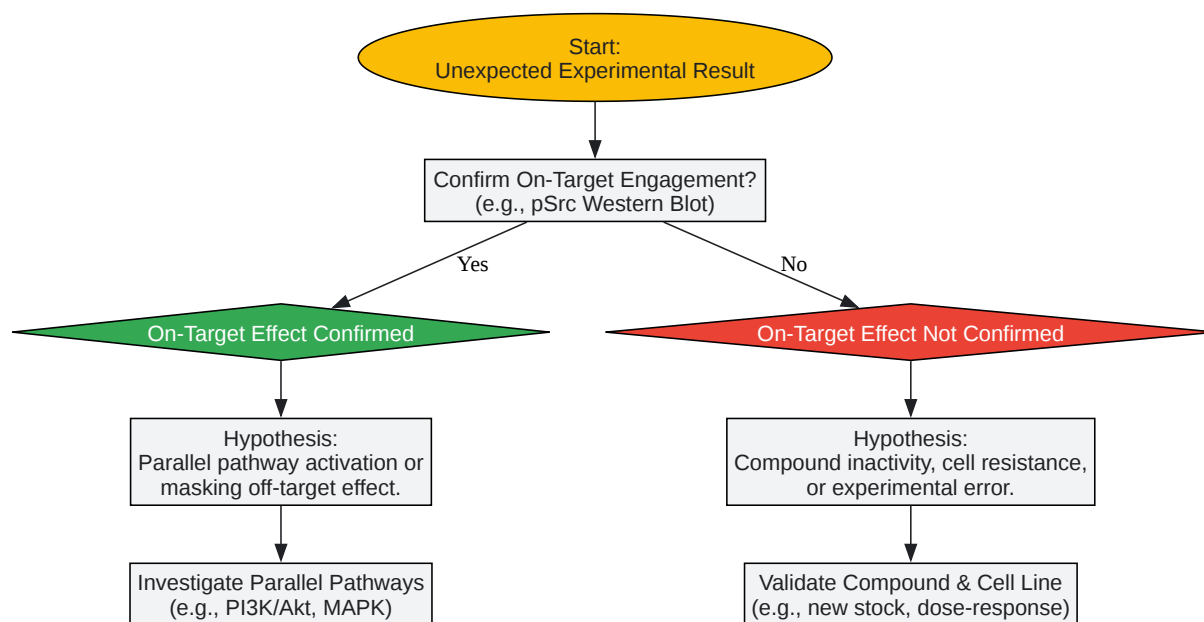 Start:
Unexpected Experimental Result
Confirm On-Target Engagement?
(e.g., pSrc Western Blot)
Yes
No
On-Target Effect Confirmed
On-Target Effect Not Confirmed
Hypothesis:
Parallel pathway activation or
masking off-target effect.
Hypothesis:
Compound inactivity, cell resistance,
or experimental error.
Investigate Parallel Pathways
(e.g., PI3K/Akt, MAPK)
Validate Compound & Cell Line
(e.g., new stock, dose-response)